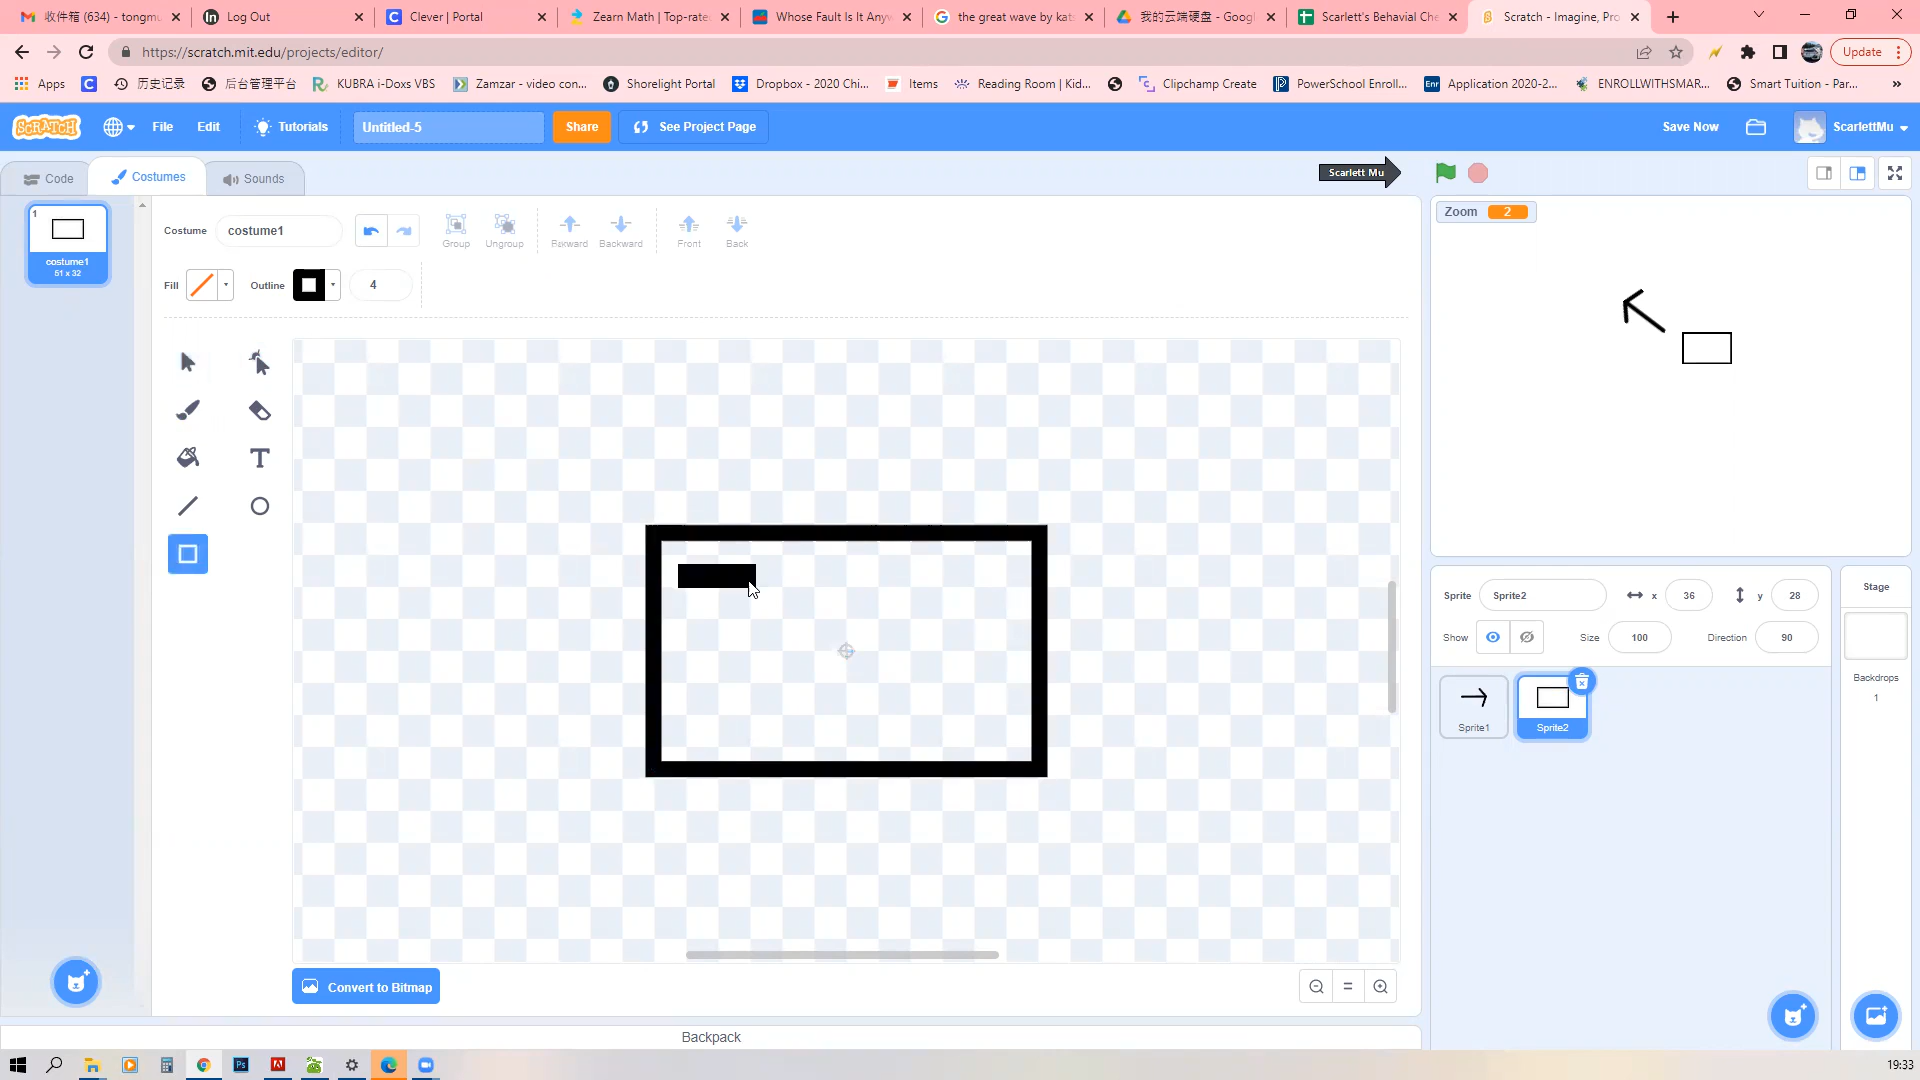 收件箱 (634) - tongmu
Log Out
Clever | Portal
Zearn Math | Top-rate
Whose Fault Is It Anyw
the great wave by kats
我的云端硬盘 - Googl
Scarlett's Behavial Che
Scratch - Imagine, Pro
https://scratch.mit.edu/projects/editor/
Update
Apps
历史记录
后台管理平台
KUBRA i-Doxs VBS
Zamzar - video con...
Shorelight Portal
Dropbox - 2020 Chi...
Items
Reading Room | Kid...
Clipchamp Create
PowerSchool Enroll...
Application 2020-2...
ENROLLWITHSMAR...
Smart Tuition - Par...
»
SCRATCH
File
Edit
Tutorials
Untitled-5
Share
See Project Page
Save Now
ScarlettMu
Code
Costumes
Sounds
Scarlett Mu
1
costume1
51 x 32
Costume
costume1
Group
Ungroup
Forward
Backward
Front
Back
Fill
Outline
4
Zoom 2
Convert to Bitmap
Backpack
Sprite
Sprite2
x
36
y
28
Show
Size
100
Direction
90
Sprite1
Sprite2
Stage
Backdrops
1
19:33